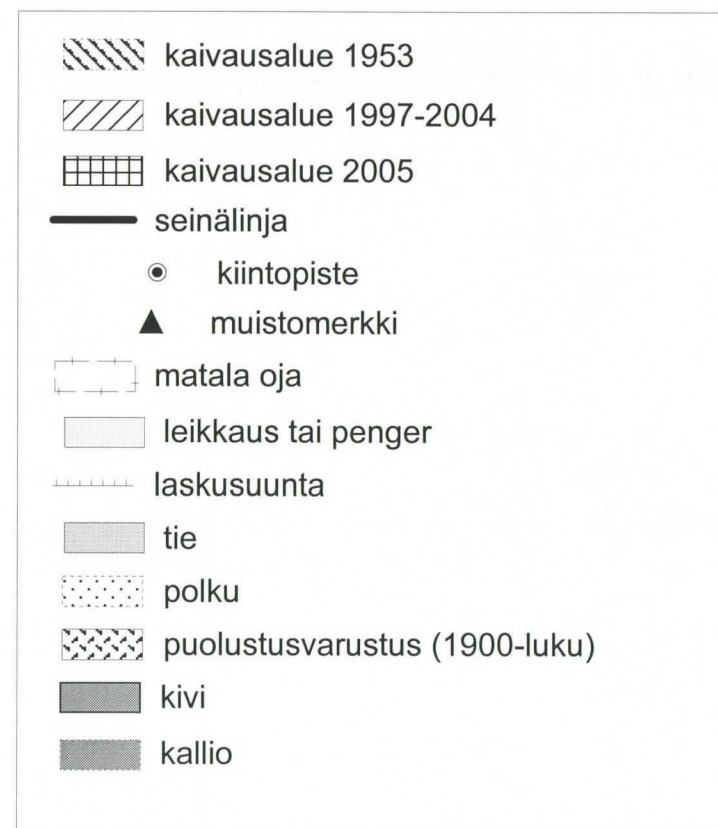 kaivausalue 1953
kaivausalue 1997-2004
kaivausalue 2005
seinälinja
kiintopiste
muistomerkki
matala oja
leikkaus tai penger
laskusuunta
tie
polku
puolustusvarustus (1900-luku)
kivi
kallio